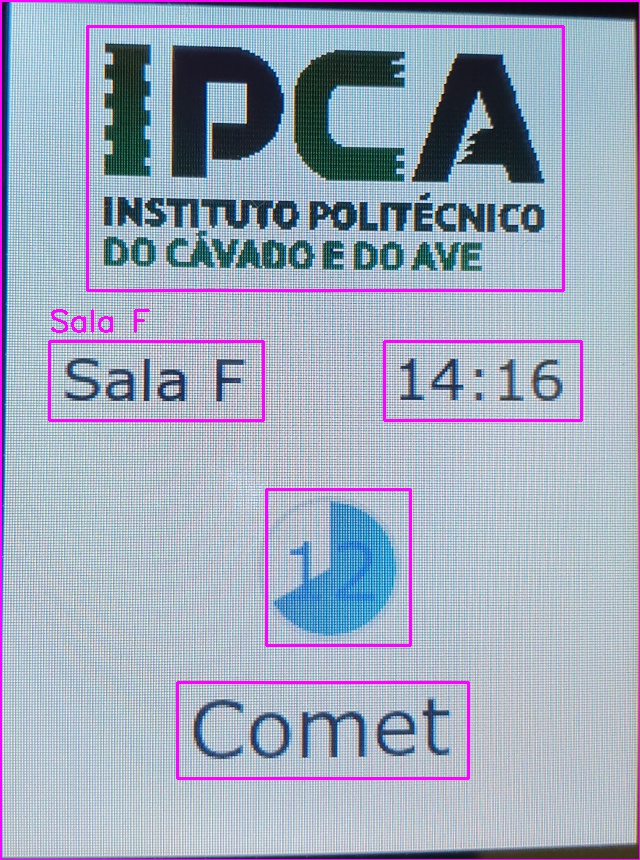 IPCA
INSTITUTO POLITÉCNICO
DO CÁVADO E DO AVE
Sala F
Sala F 14:16
12
Comet